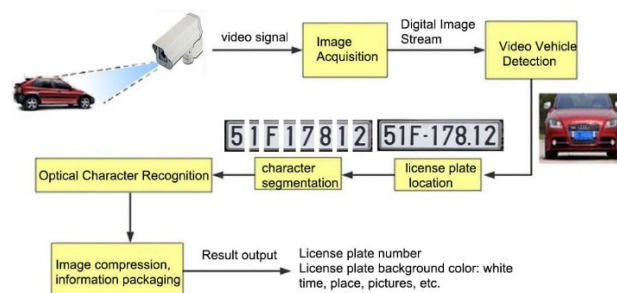 video signal
Image
Acquisition
Digital Image
Stream
Video Vehicle
Detection
51F17812
51F-178.12
Optical Character Recognition
character
segmentation
license plate
location
Image compression,
information packaging
Result output
License plate number
License plate background color: white
time, place, pictures, etc.